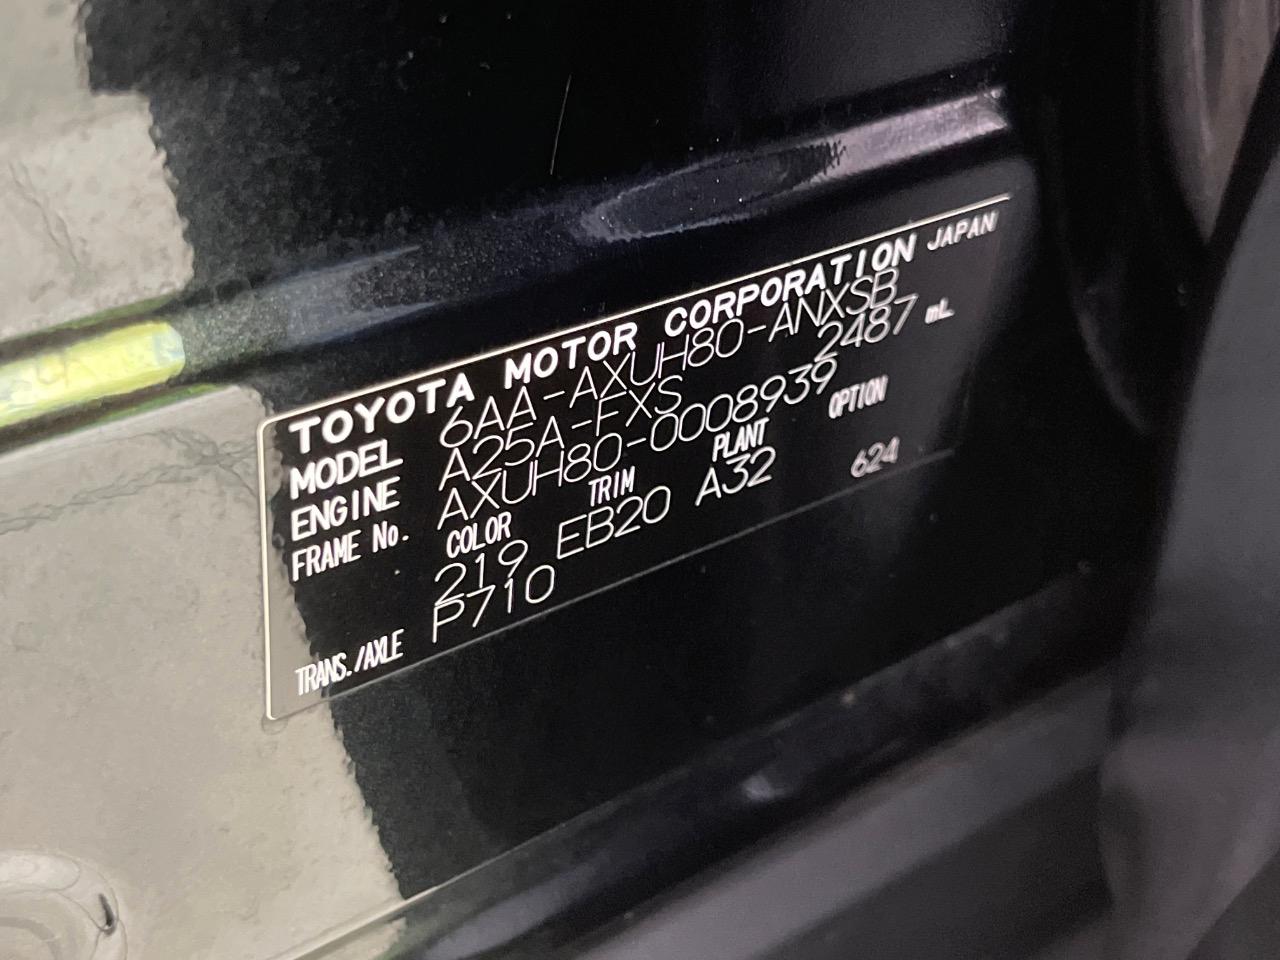 TOYOTA MOTOR CORPORATION JAPAN
MODEL 6AA-AXUH80-ANXSB
ENGINE A25A-FXS 2487 mL
FRAME No. AXUH80-0008939
COLOR TRIM PLANT OPTION
219 EB20 A32 624
TRANS./AXLE P710